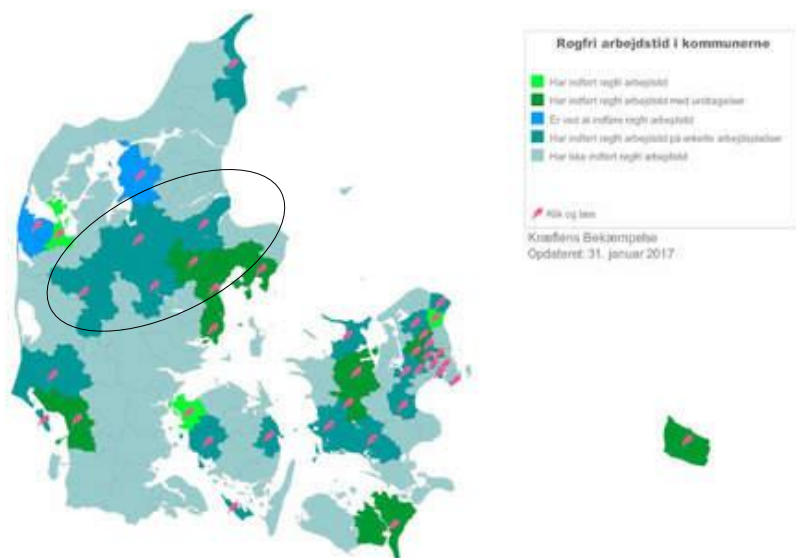 Røgfri arbejdstid i kommunerne
Har indført røgfri arbejdstid
Har indført røgfri arbejdstid med undtagelser
Er ved at indføre røgfri arbejdstid
Har indført røgfri arbejdstid på enkelte arbejdspladser
Har ikke indført røgfri arbejdstid
Klik og læs
Kræftens Bekæmpelse
Opdateret: 31. januar 2017